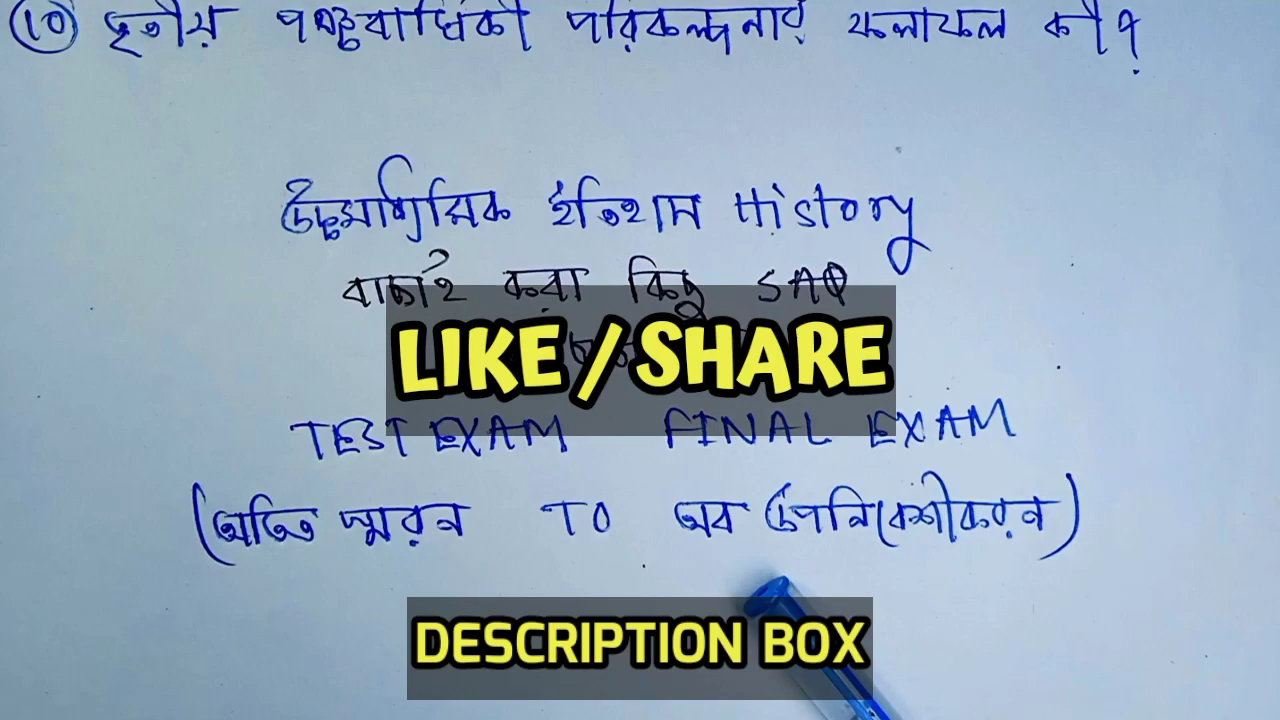 (১০) তৃতীয় পঞ্চবার্ষিকী পরিকল্পনার ফলাফল কী?
উচ্চমাধ্যমিক ইতিহাস History
বাছাই করা কিছু SAQ
LIKE/SHARE
TEST EXAM FINAL EXAM
(অতীত স্মরন TO অব উপনিবেশীকরন)
DESCRIPTION BOX